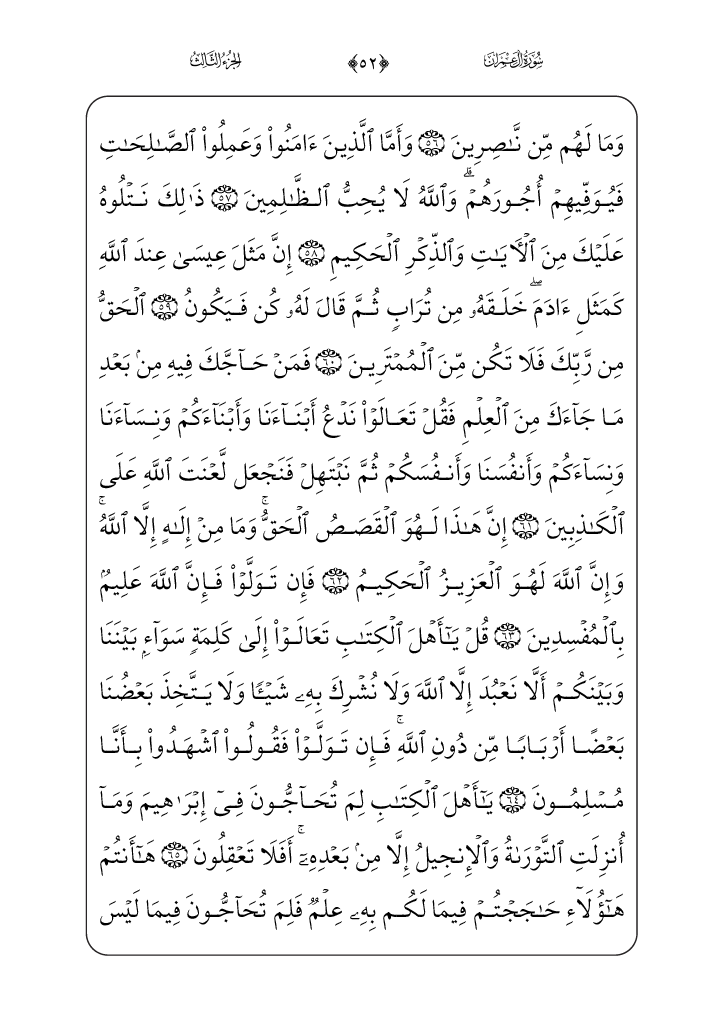 سُورَةُ آلِ عِمْرَانَ ﴿٥٢﴾ الجُزْءُ الثَّالِثُ
وَمَا لَهُم مِّن نَّٰصِرِينَ ٥٦ وَأَمَّا ٱلَّذِينَ ءَامَنُواْ وَعَمِلُواْ ٱلصَّٰلِحَٰتِ
فَيُوَفِّيهِمۡ أُجُورَهُمۡۗ وَٱللَّهُ لَا يُحِبُّ ٱلظَّٰلِمِينَ ٥٧ ذَٰلِكَ نَتۡلُوهُ
عَلَيۡكَ مِنَ ٱلۡأٓيَٰتِ وَٱلذِّكۡرِ ٱلۡحَكِيمِ ٥٨ إِنَّ مَثَلَ عِيسَىٰ عِندَ ٱللَّهِ
كَمَثَلِ ءَادَمَۖ خَلَقَهُۥ مِن تُرَابٖ ثُمَّ قَالَ لَهُۥ كُن فَيَكُونُ ٥٩ ٱلۡحَقُّ
مِن رَّبِّكَ فَلَا تَكُن مِّنَ ٱلۡمُمۡتَرِينَ ٦٠ فَمَنۡ حَآجَّكَ فِيهِ مِنۢ بَعۡدِ
مَا جَآءَكَ مِنَ ٱلۡعِلۡمِ فَقُلۡ تَعَالَوۡاْ نَدۡعُ أَبۡنَآءَنَا وَأَبۡنَآءَكُمۡ وَنِسَآءَنَا
وَنِسَآءَكُمۡ وَأَنفُسَنَا وَأَنفُسَكُمۡ ثُمَّ نَبۡتَهِلۡ فَنَجۡعَل لَّعۡنَتَ ٱللَّهِ عَلَى
ٱلۡكَٰذِبِينَ ٦١ إِنَّ هَٰذَا لَهُوَ ٱلۡقَصَصُ ٱلۡحَقُّۚ وَمَا مِنۡ إِلَٰهٍ إِلَّا ٱللَّهُۚ
وَإِنَّ ٱللَّهَ لَهُوَ ٱلۡعَزِيزُ ٱلۡحَكِيمُ ٦٢ فَإِن تَوَلَّوۡاْ فَإِنَّ ٱللَّهَ عَلِيمُۢ
بِٱلۡمُفۡسِدِينَ ٦٣ قُلۡ يَٰٓأَهۡلَ ٱلۡكِتَٰبِ تَعَالَوۡاْ إِلَىٰ كَلِمَةٖ سَوَآءِۭ بَيۡنَنَا
وَبَيۡنَكُمۡ أَلَّا نَعۡبُدَ إِلَّا ٱللَّهَ وَلَا نُشۡرِكَ بِهِۦ شَيۡـٔٗا وَلَا يَتَّخِذَ بَعۡضُنَا
بَعۡضًا أَرۡبَابٗا مِّن دُونِ ٱللَّهِۚ فَإِن تَوَلَّوۡاْ فَقُولُواْ ٱشۡهَدُواْ بِأَنَّا
مُسۡلِمُونَ ٦٤ يَٰٓأَهۡلَ ٱلۡكِتَٰبِ لِمَ تُحَآجُّونَ فِيٓ إِبۡرَٰهِيمَ وَمَآ
أُنزِلَتِ ٱلتَّوۡرَىٰةُ وَٱلۡإِنجِيلُ إِلَّا مِنۢ بَعۡدِهِۦٓۚ أَفَلَا تَعۡقِلُونَ ٦٥ هَٰٓأَنتُمۡ
هَٰٓؤُلَآءِ حَٰجَجۡتُمۡ فِيمَا لَكُم بِهِۦ عِلۡمٞ فَلِمَ تُحَآجُّونَ فِيمَا لَيۡسَ